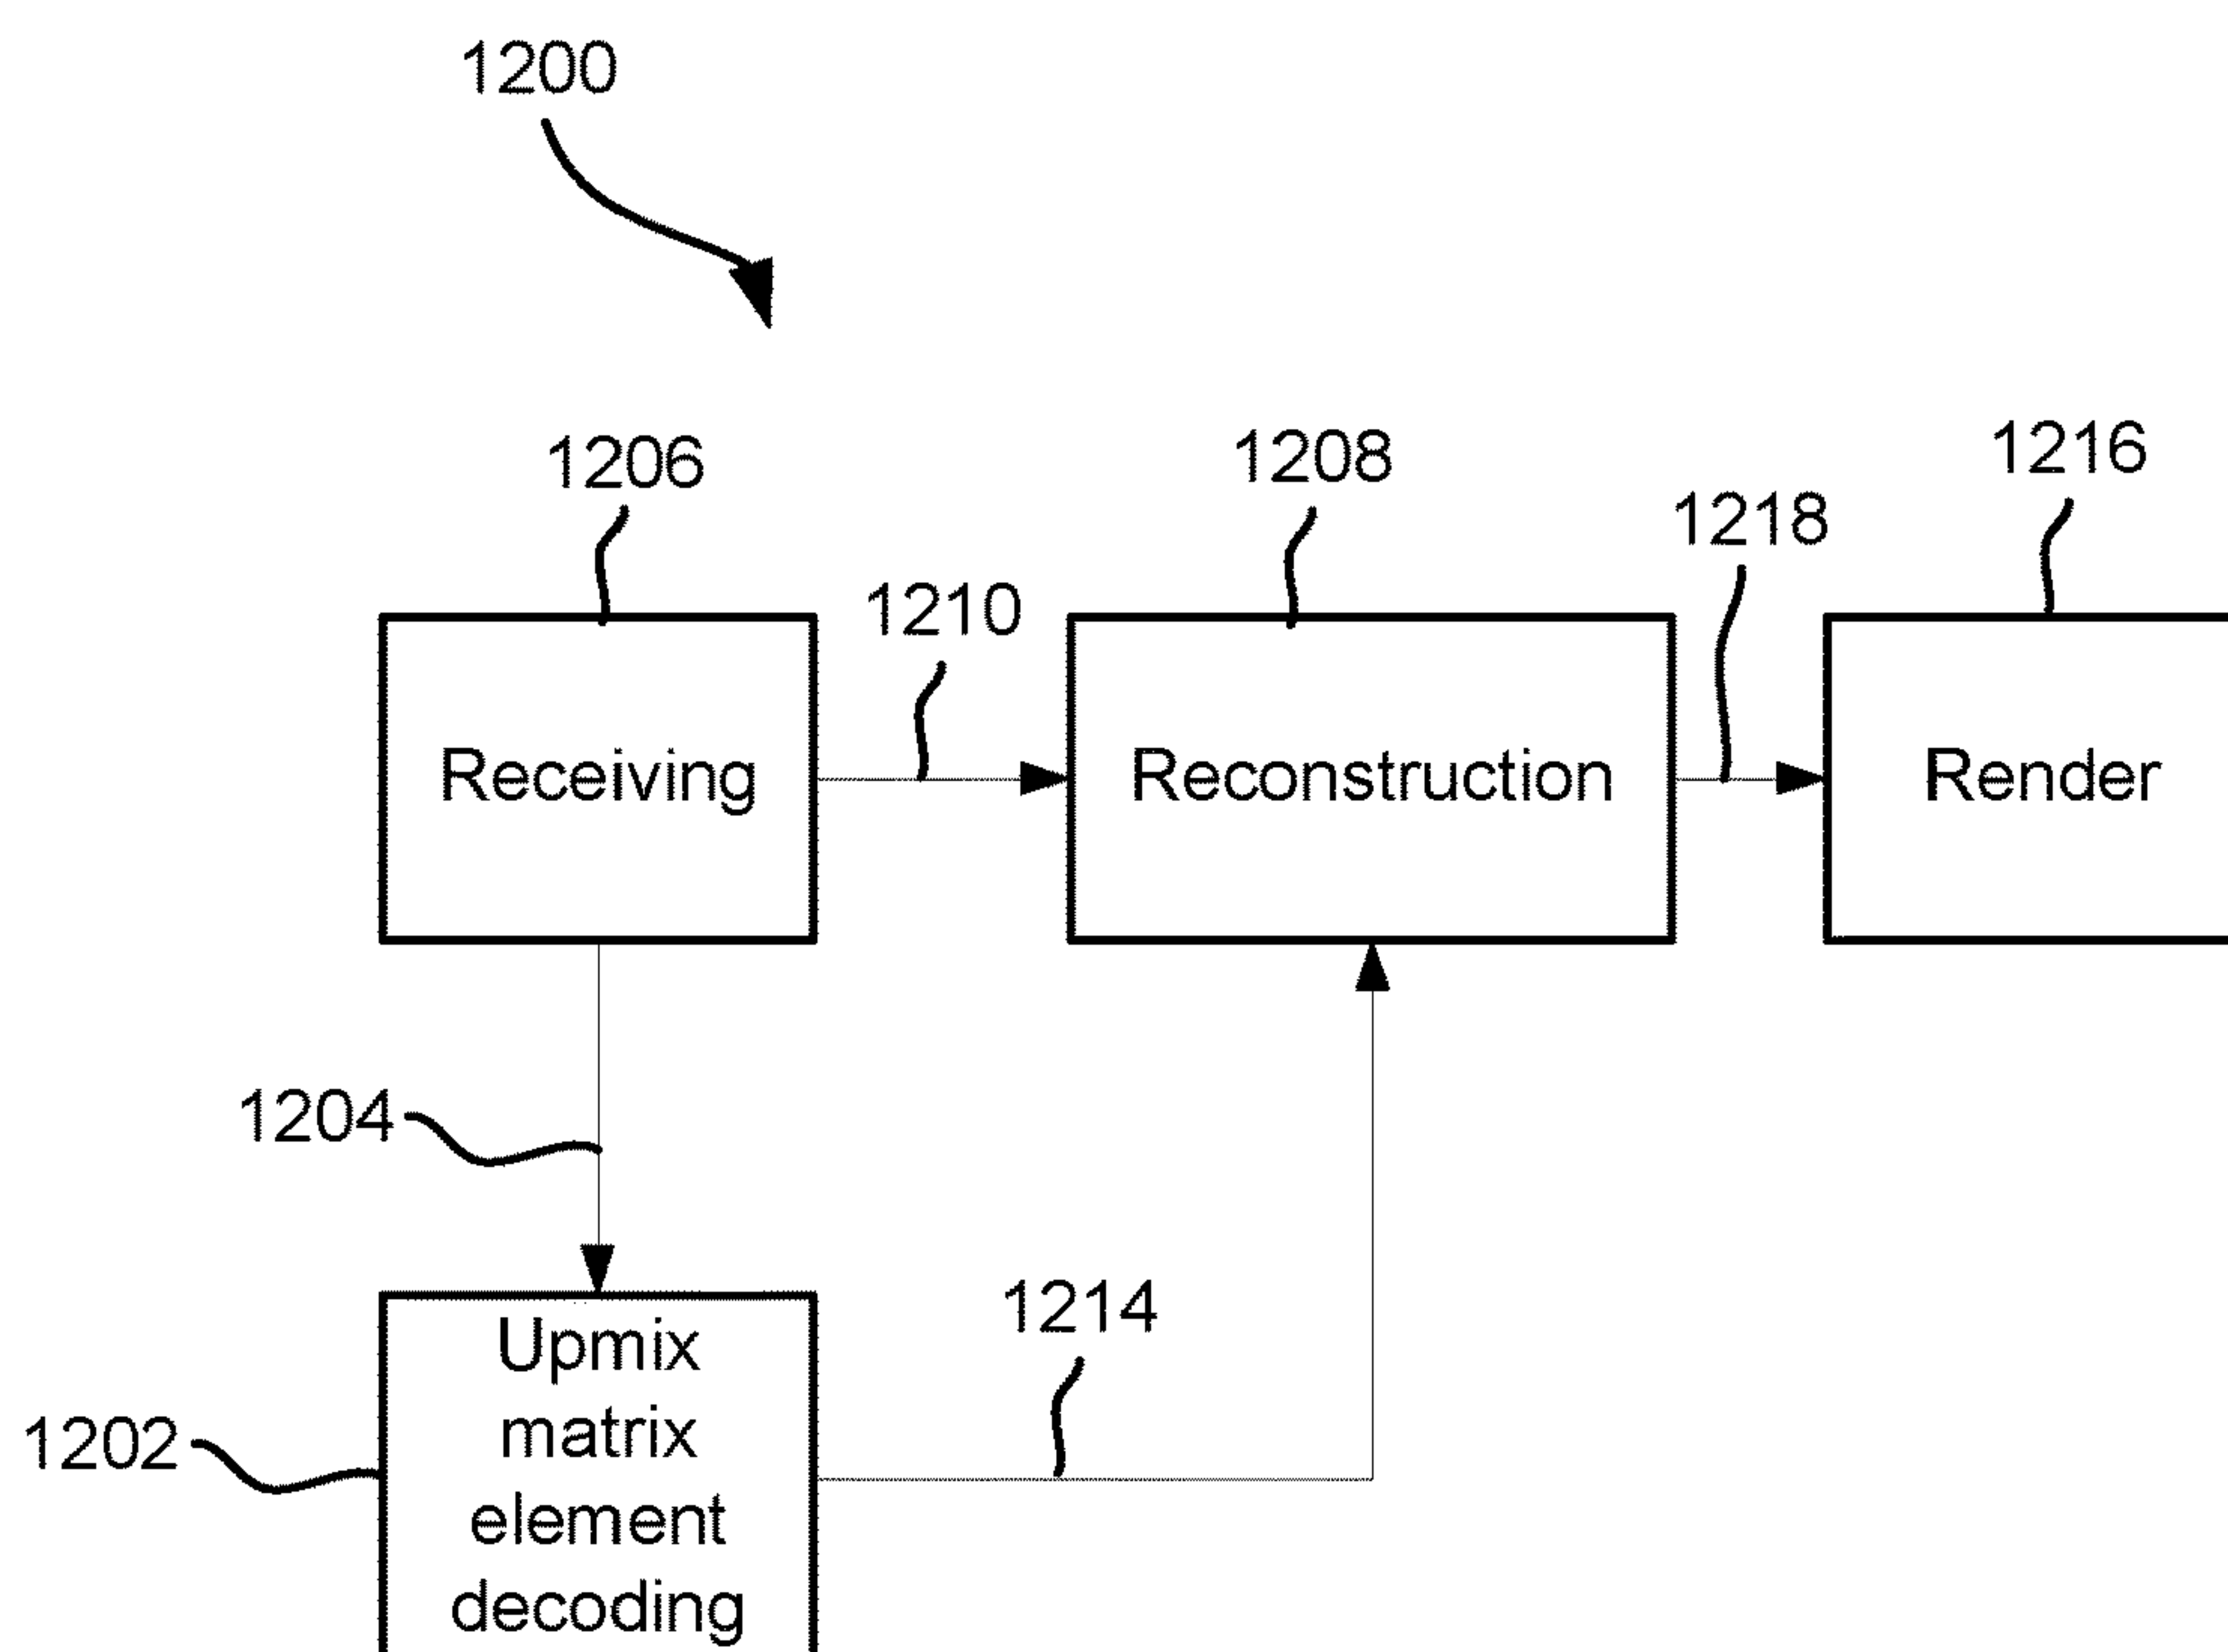 1200
1206
1208
1216
1218
1210
Receiving
Reconstruction
Render
1204
1214
1202
Upmix
matrix
element
decoding